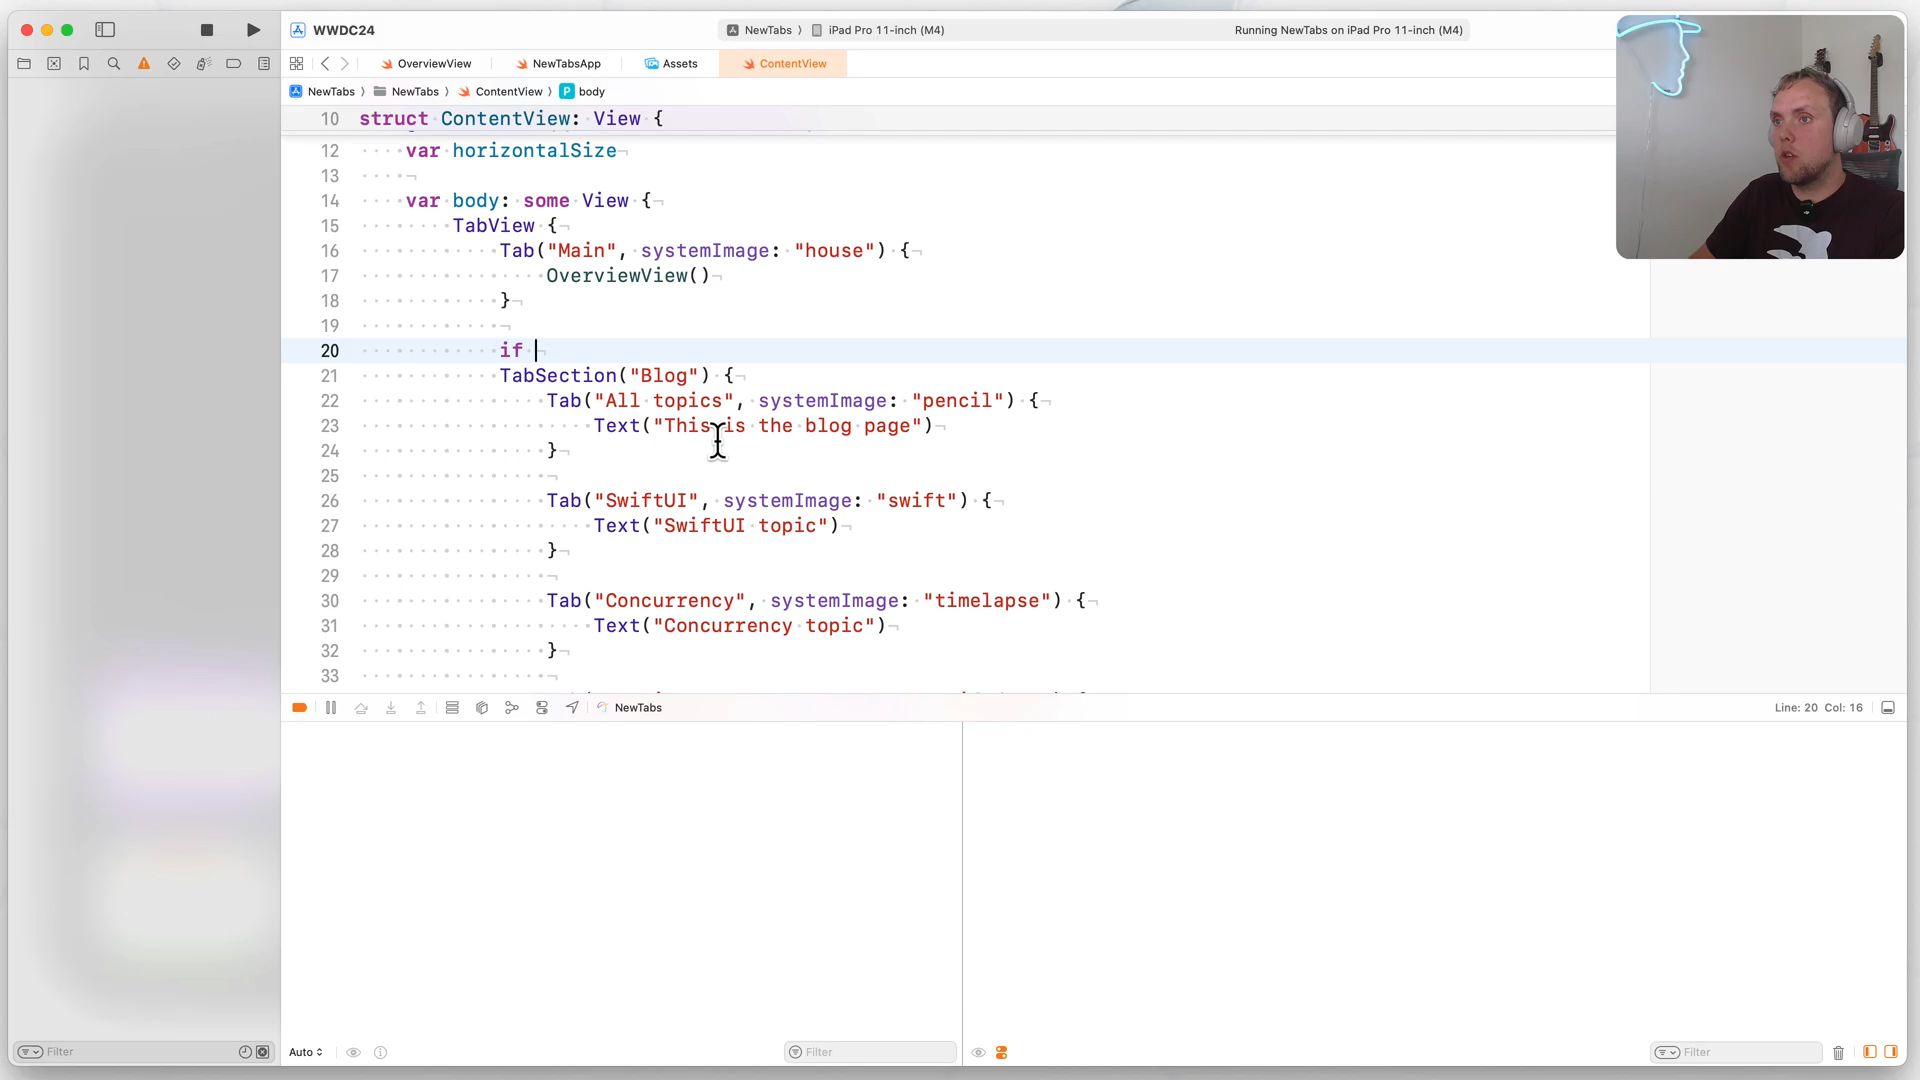 WWDC24
NewTabs
iPad Pro 11-inch (M4)
Running NewTabs on iPad Pro 11-inch (M4)
OverviewView
NewTabsApp
Assets
ContentView
NewTabs
NewTabs
ContentView
body
10 struct ContentView: View {
12 var horizontalSize
13
14 var body: some View {
15 TabView {
16 Tab("Main", systemImage: "house") {
17 OverviewView()
18 }
19
20 if
21 TabSection("Blog") {
22 Tab("All topics", systemImage: "pencil") {
23 Text("This is the blog page")
24 }
25
26 Tab("SwiftUI", systemImage: "swift") {
27 Text("SwiftUI topic")
28 }
29
30 Tab("Concurrency", systemImage: "timelapse") {
31 Text("Concurrency topic")
32 }
33
NewTabs
Line: 20 Col: 16
Filter
Auto
Filter
Filter